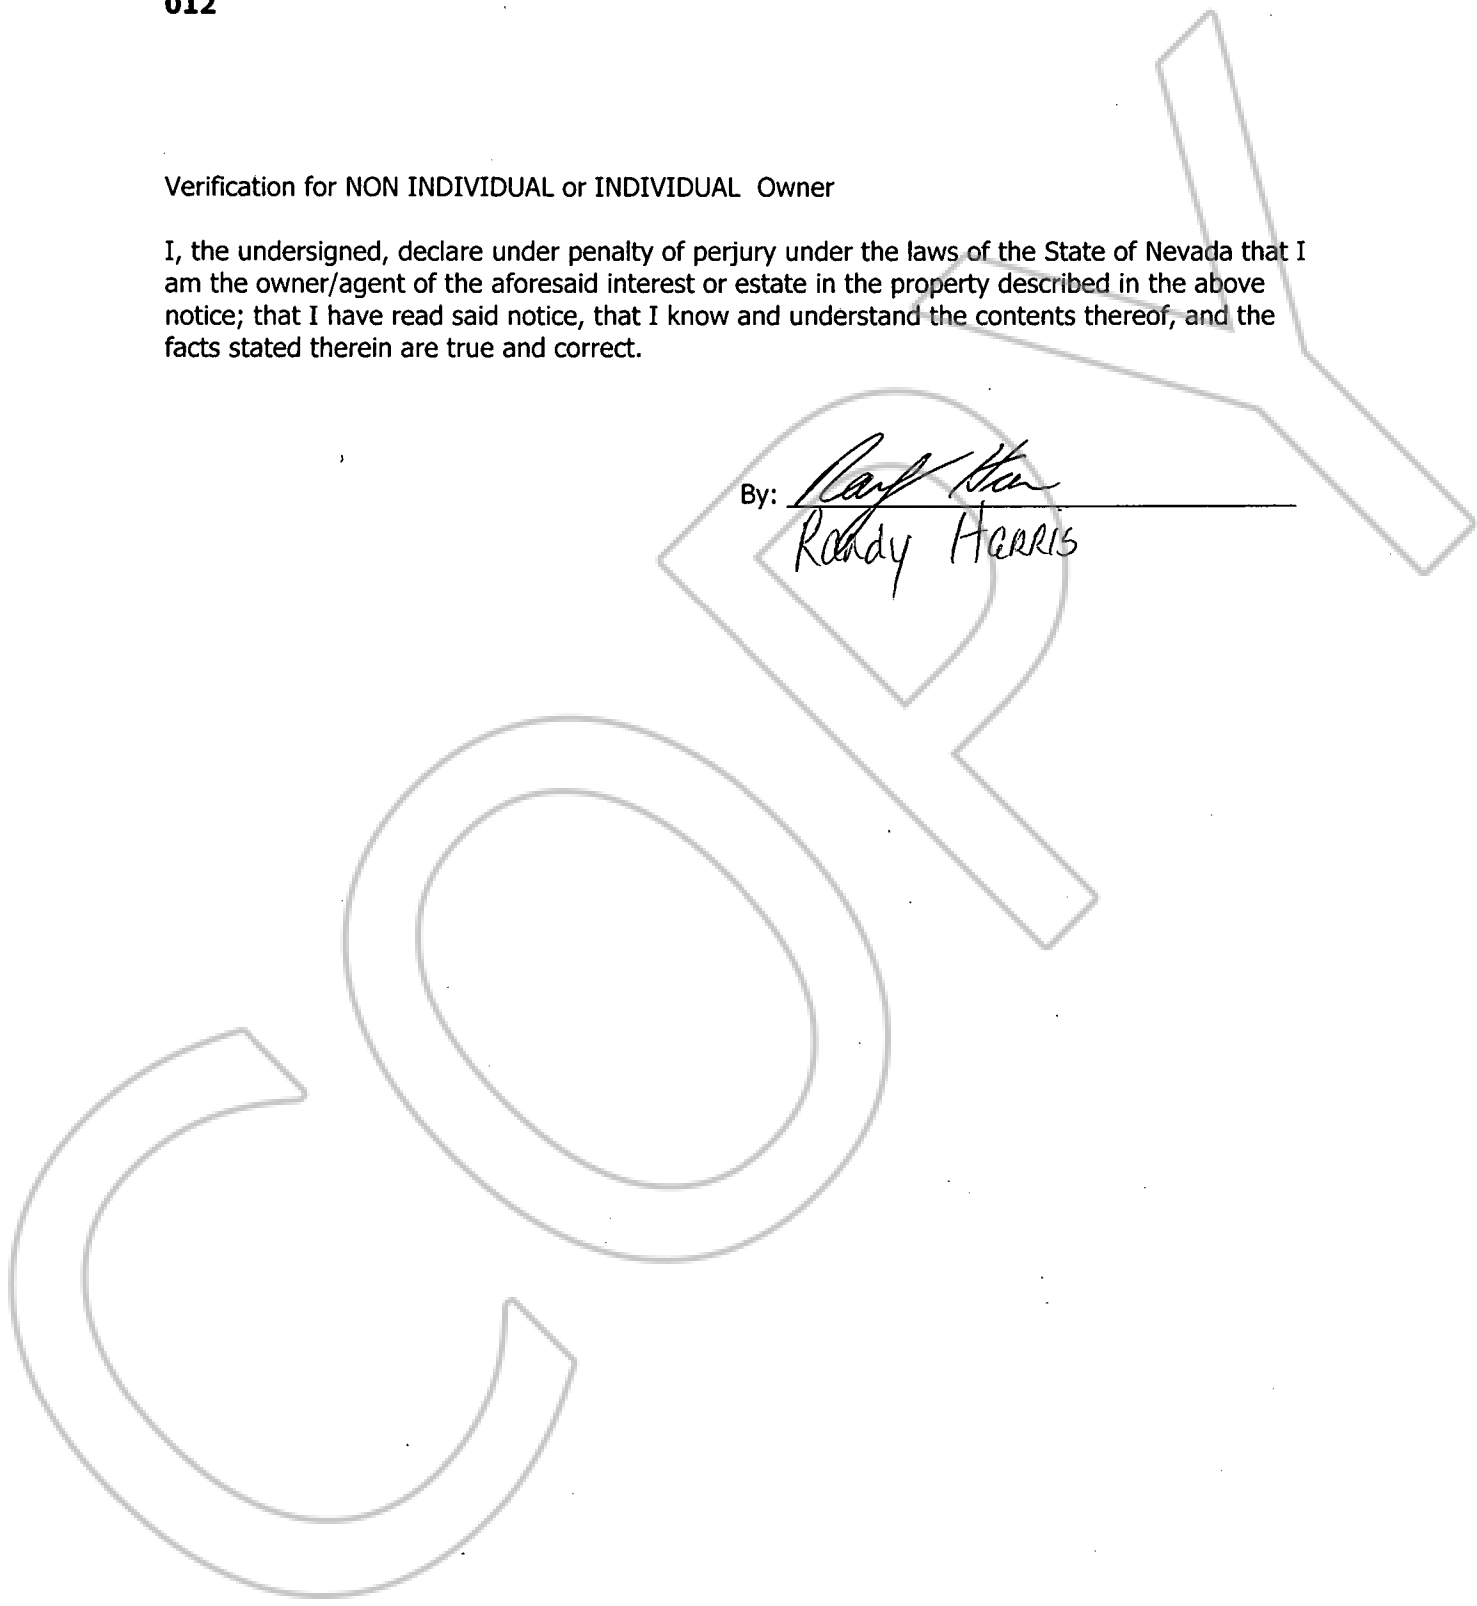 012
Verification for NON INDIVIDUAL or INDIVIDUAL Owner
I, the undersigned, declare under penalty of perjury under the laws of the State of Nevada that I
am the owner/agent of the aforesaid interest or estate in the property described in the above
notice; that I have read said notice, that I know and understand the contents thereof, and the
facts stated therein are true and correct.
By: Randy Harris
Randy HARRIS
COPY